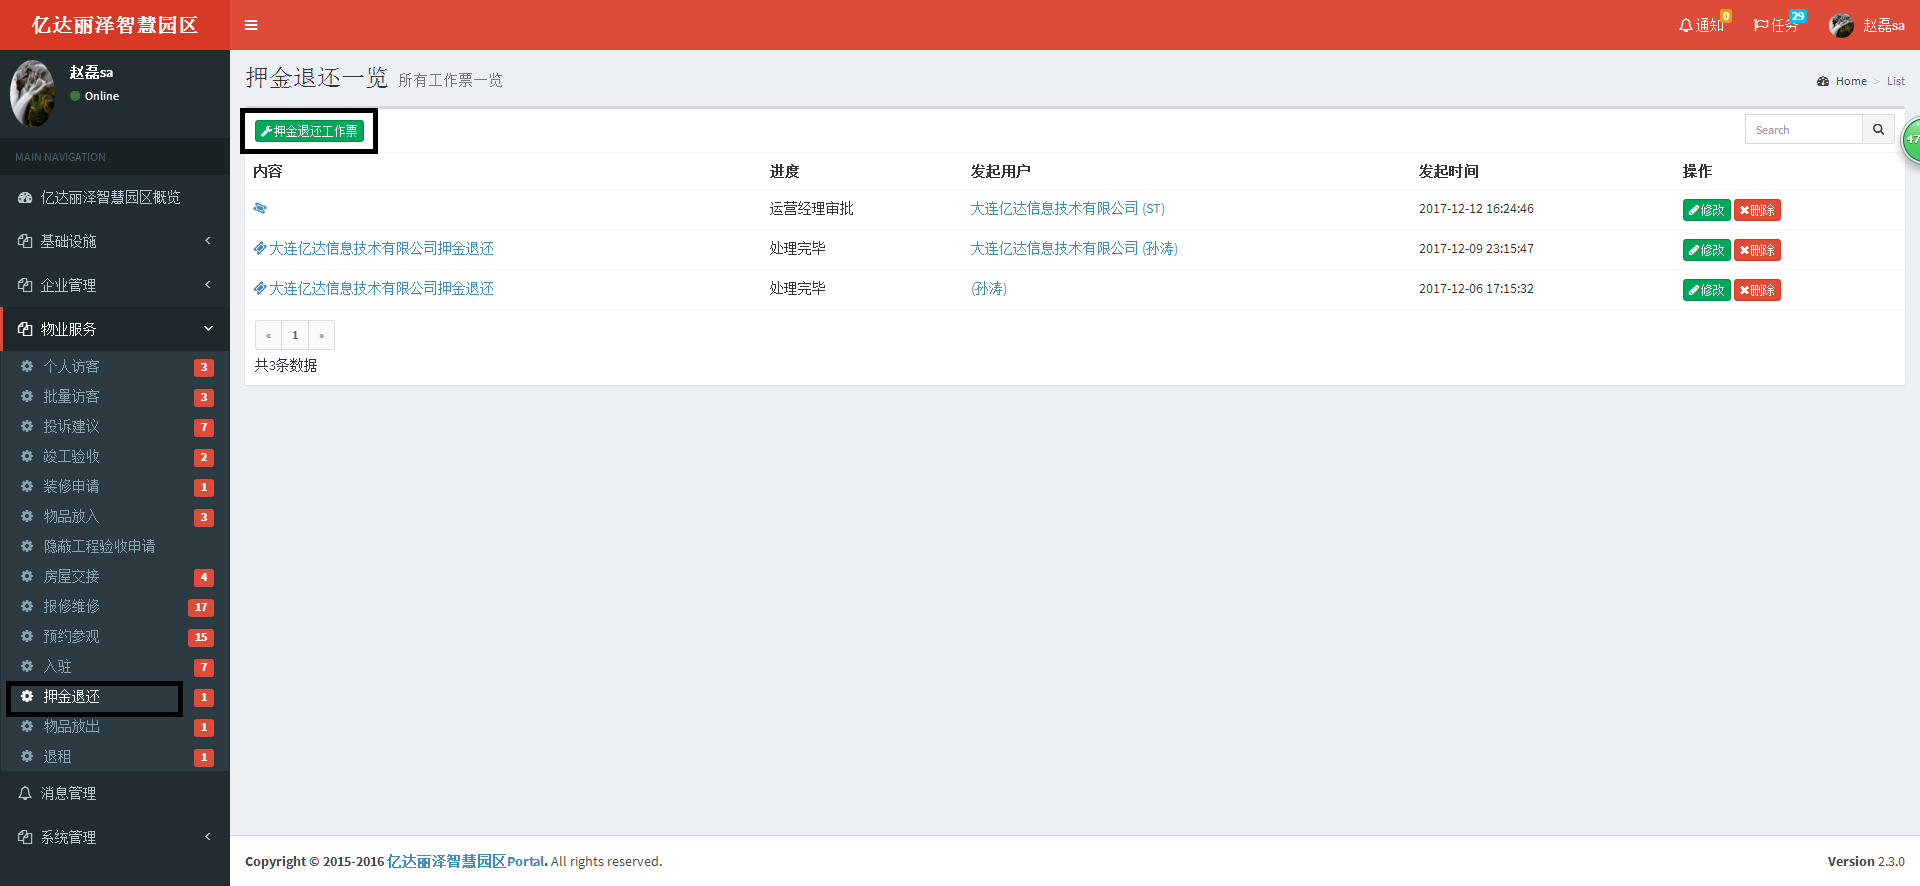 亿达丽泽智慧园区
通知 0
任务 29
赵磊sa
赵磊sa
Online
MAIN NAVIGATION
亿达丽泽智慧园区概览
基础设施
企业管理
物业服务
个人访客 3
批量访客 3
投诉建议 7
竣工验收 2
装修申请 1
物品放入 3
隐蔽工程验收申请
房屋交接 4
报修维修 17
预约参观 15
入驻 7
押金退还 1
物品放出 1
退租 1
消息管理
系统管理
押金退还一览 所有工作票一览
Home > List
押金退还工作票
Search
47
内容 进度 发起用户 发起时间 操作
运营经理审批 大连亿达信息技术有限公司 (ST) 2017-12-12 16:24:46 修改 删除
大连亿达信息技术有限公司押金退还 处理完毕 大连亿达信息技术有限公司 (孙涛) 2017-12-09 23:15:47 修改 删除
大连亿达信息技术有限公司押金退还 处理完毕 (孙涛) 2017-12-06 17:15:32 修改 删除
« 1 »
共3条数据
Copyright © 2015-2016 亿达丽泽智慧园区Portal. All rights reserved.
Version 2.3.0